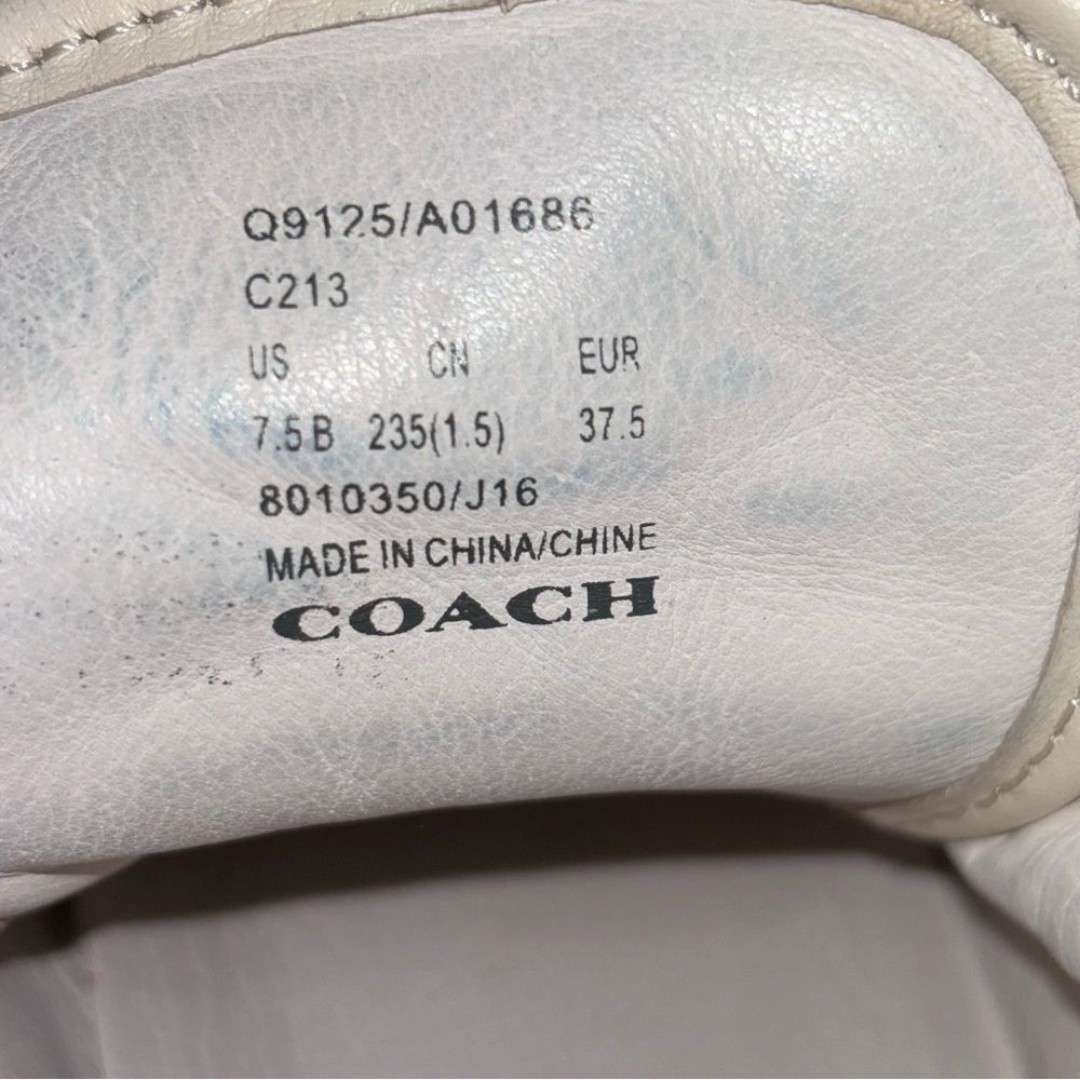 Q9125/A01686
C213
US CN EUR
7.5 B 235(1.5) 37.5
8010350/J16
MADE IN CHINA/CHINE
COACH